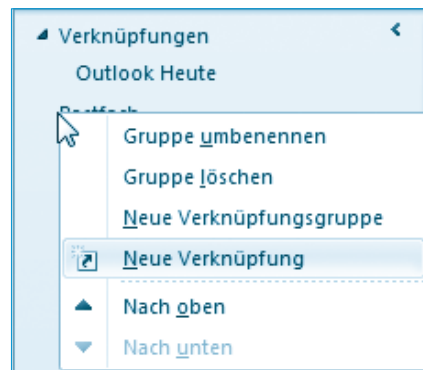 Verknüpfungen
Outlook Heute
Gruppe umbenennen
Gruppe löschen
Neue Verknüpfungsgruppe
Neue Verknüpfung
Nach oben
Nach unten